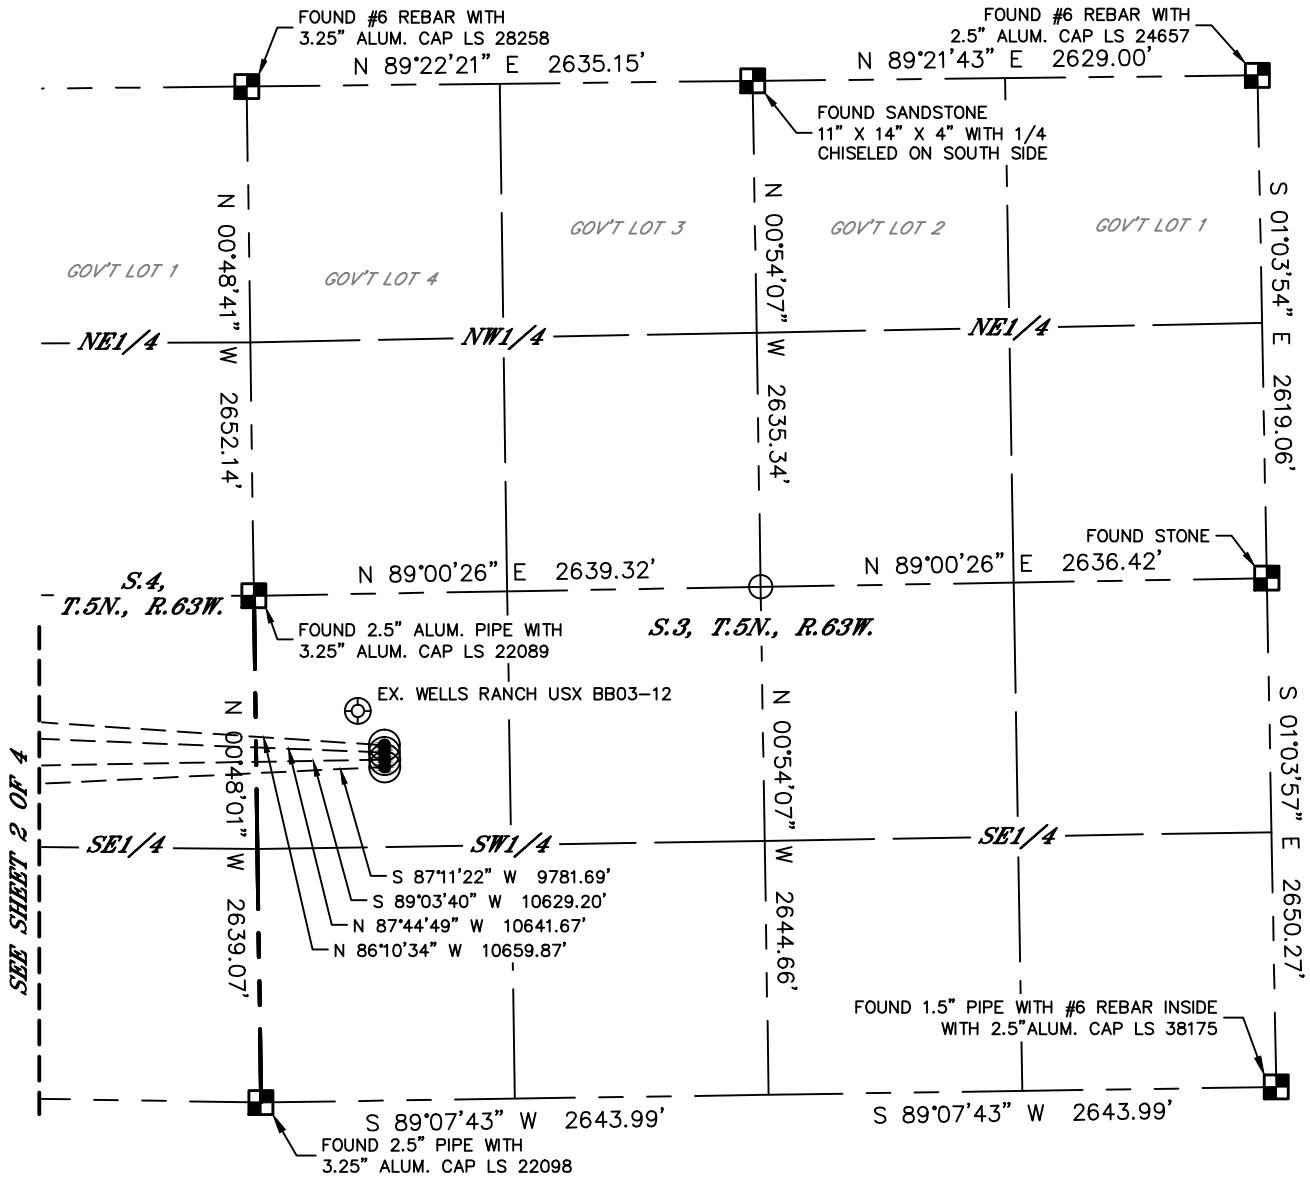 FOUND #6 REBAR WITH
3.25" ALUM. CAP LS 28258
N 89°22'21" E 2635.15'
FOUND #6 REBAR WITH
2.5" ALUM. CAP LS 24657
N 89°21'43" E 2629.00'
FOUND SANDSTONE
11" X 14" X 4" WITH 1/4
CHISELED ON SOUTH SIDE
N 00°48'41" W 2652.14'
N 00°54'07" W 2635.34'
S 01°03'54" E 2619.06'
GOV'T LOT 1
GOV'T LOT 4
GOV'T LOT 3
GOV'T LOT 2
GOV'T LOT 1
NE1/4
NW1/4
NE1/4
FOUND STONE
N 89°00'26" E 2639.32'
N 89°00'26" E 2636.42'
S.4,
T.5N., R.63W.
S.3, T.5N., R.63W.
FOUND 2.5" ALUM. PIPE WITH
3.25" ALUM. CAP LS 22089
EX. WELLS RANCH USX BB03-12
N 00°48'01" W 2639.07'
N 00°54'07" W 2644.66'
S 01°03'57" E 2650.27'
SEE SHEET 2 OF 4
SE1/4
SW1/4
SE1/4
S 87°11'22" W 9781.69'
S 89°03'40" W 10629.20'
N 87°44'49" W 10641.67'
N 86°10'34" W 10659.87'
FOUND 1.5" PIPE WITH #6 REBAR INSIDE
WITH 2.5"ALUM. CAP LS 38175
S 89°07'43" W 2643.99'
S 89°07'43" W 2643.99'
FOUND 2.5" PIPE WITH
3.25" ALUM. CAP LS 22098